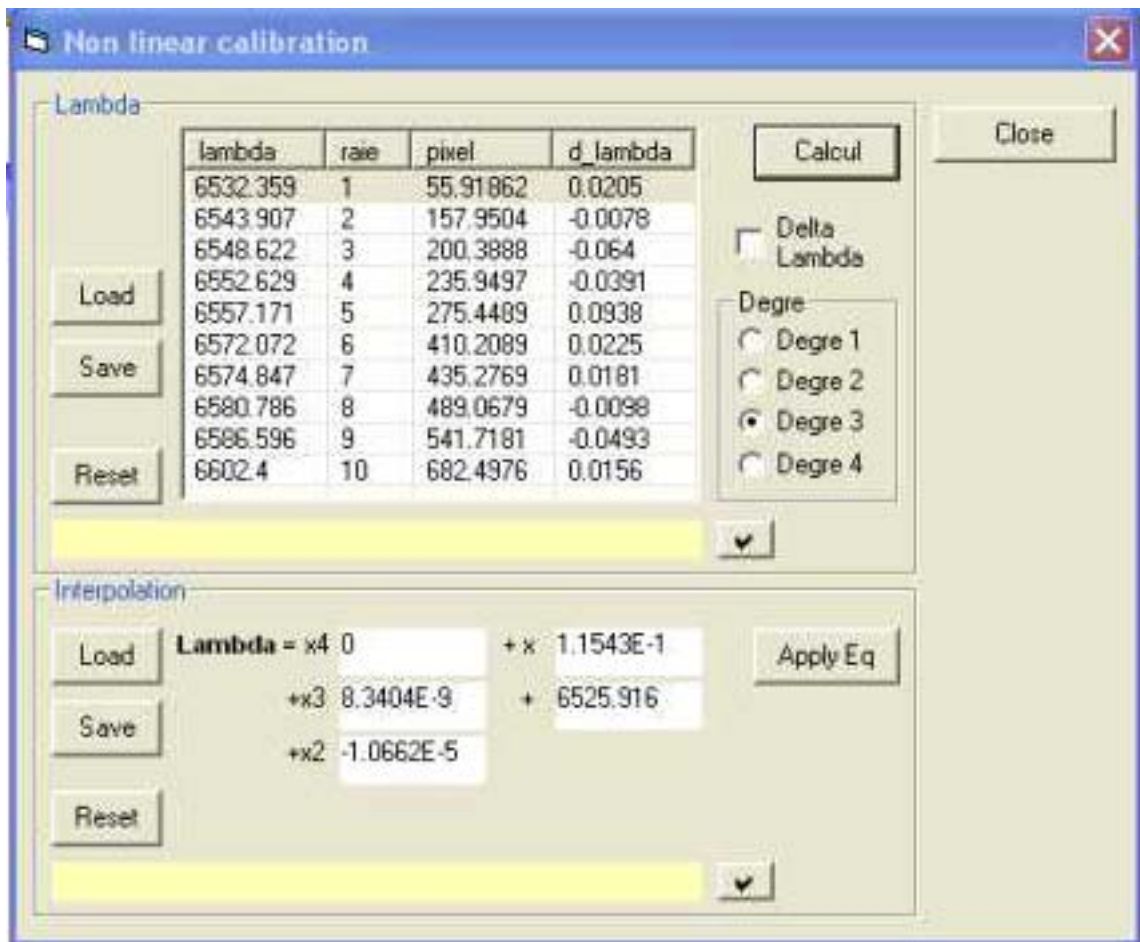 Non linear calibration
Lambda
Close
lambda raie pixel d_lambda
6532.359 1 55.91862 0.0205
6543.907 2 157.9504 -0.0078
6548.622 3 200.3888 -0.064
6552.629 4 235.9497 -0.0391
6557.171 5 275.4489 0.0938
6572.072 6 410.2089 0.0225
6574.847 7 435.2769 0.0181
6580.786 8 489.0679 -0.0098
6586.596 9 541.7181 -0.0493
6602.4 10 682.4976 0.0156
Load
Save
Reset
Calcul
Delta
Lambda
Degre
Degre 1
Degre 2
Degre 3
Degre 4
Interpolation
Load
Save
Reset
Lambda = x4 0 + x 1.1543E-1
+x3 8.3404E-9 + 6525.916
+x2 -1.0662E-5
Apply Eq